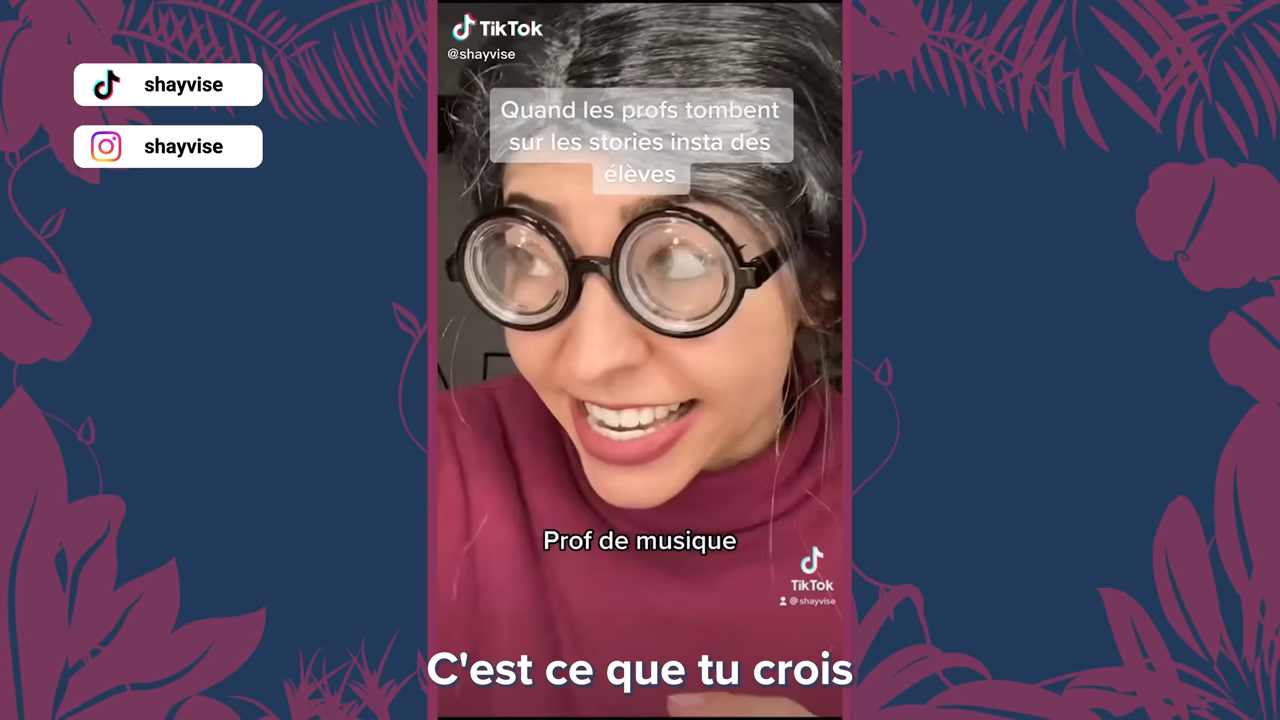 TikTok
@shayvise
shayvise
shayvise
Quand les profs tombent
sur les stories insta des
élèves
Prof de musique
TikTok
@shayvise
C'est ce que tu crois